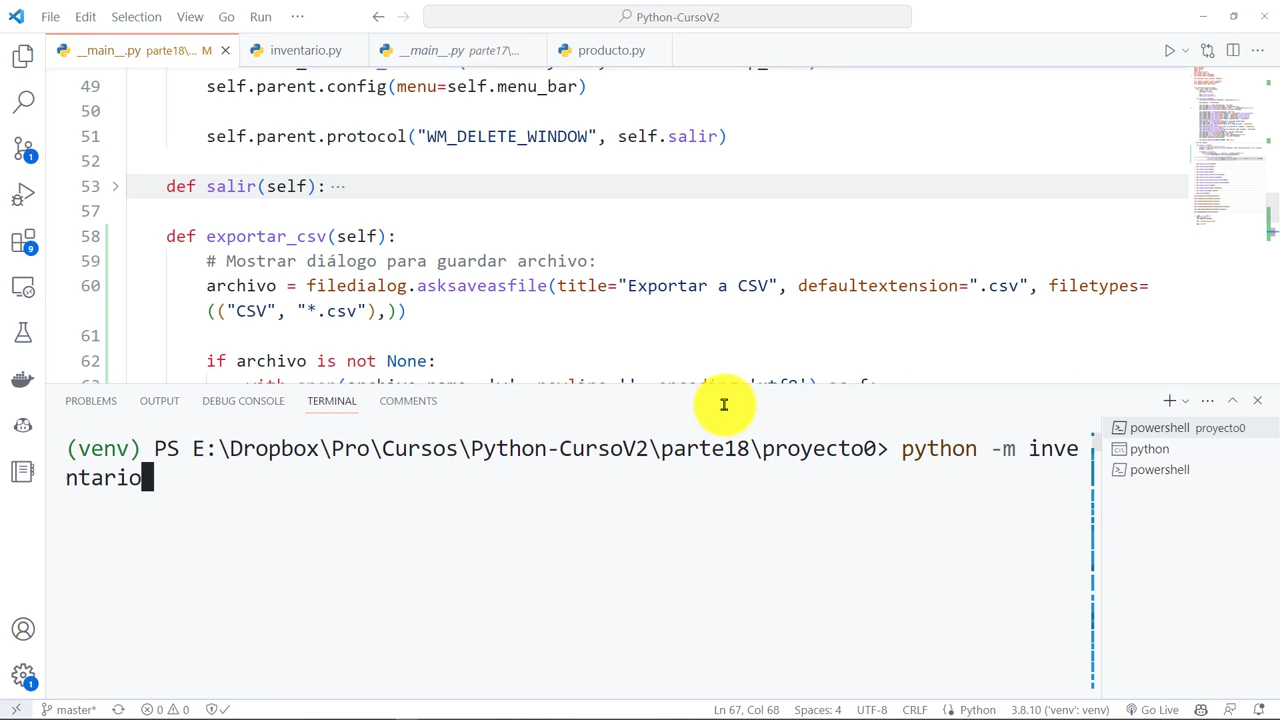 File Edit Selection View Go Run ··· Python-CursoV2
__main__.py parte18\... M inventario.py __main__.py parte17\... producto.py
49 self.parent.config(menu=self.menu_bar)
50
51 self.parent.protocol("WM_DELETE_WINDOW", self.salir)
52
53 def salir(self):
57
58 def exportar_csv(self):
59 # Mostrar diálogo para guardar archivo:
60 archivo = filedialog.asksaveasfile(title="Exportar a CSV", defaultextension=".csv", filetypes=
(("CSV", "*.csv"),))
61
62 if archivo is not None:
PROBLEMS OUTPUT DEBUG CONSOLE TERMINAL COMMENTS
(venv) PS E:\Dropbox\Pro\Cursos\Python-CursoV2\parte18\proyecto0> python -m inve
ntario
powershell proyecto0
python
powershell
1
9
1
master* 0 0 Ln 67, Col 68 Spaces: 4 UTF-8 CRLF Python 3.8.10 ('venv': venv) Go Live